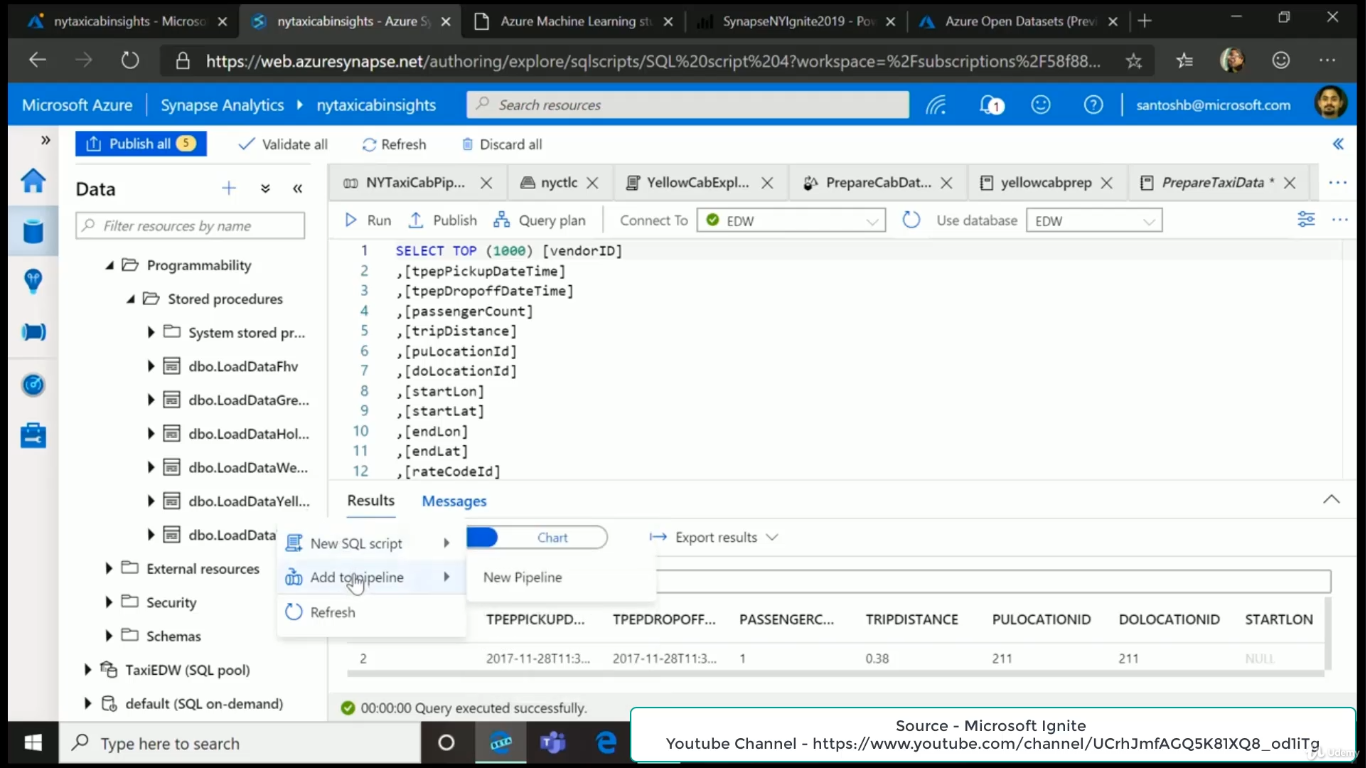 nytaxicabinsights - Microso
nytaxicabinsights - Azure Sy
Azure Machine Learning stu
SynapseNYIgnite2019 - Pow
Azure Open Datasets (Previ
https://web.azuresynapse.net/authoring/explore/sqlscripts/SQL%20script%204?workspace=%2Fsubscriptions%2F58f88...
Microsoft Azure
Synapse Analytics
nytaxicabinsights
Search resources
1
santoshb@microsoft.com
Publish all 5
Validate all
Refresh
Discard all
Data
Filter resources by name
Programmability
Stored procedures
System stored pr...
dbo.LoadDataFhv
dbo.LoadDataGre...
dbo.LoadDataHol...
dbo.LoadDataWe...
dbo.LoadDataYell...
dbo.LoadData
External resources
Security
Schemas
TaxiEDW (SQL pool)
default (SQL on-demand)
New SQL script
Add to pipeline
Refresh
New Pipeline
NYTaxiCabPip...
nyctlc
YellowCabExpl...
PrepareCabDat...
yellowcabprep
PrepareTaxiData *
Run
Publish
Query plan
Connect To
EDW
Use database
EDW
1 SELECT TOP (1000) [vendorID]
2 ,[tpepPickupDateTime]
3 ,[tpepDropoffDateTime]
4 ,[passengerCount]
5 ,[tripDistance]
6 ,[puLocationId]
7 ,[doLocationId]
8 ,[startLon]
9 ,[startLat]
10 ,[endLon]
11 ,[endLat]
12 ,[rateCodeId]
Results
Messages
Chart
Export results
TPEPPICKUPD... TPEPDROPOFF... PASSENGERC... TRIPDISTANCE PULOCATIONID DOLOCATIONID STARTLON
2 2017-11-28T11:3... 2017-11-28T11:3... 1 0.38 211 211 NULL
00:00:00 Query executed successfully.
Type here to search
Source - Microsoft Ignite
Youtube Channel - https://www.youtube.com/channel/UCrhJmfAGQ5K81XQ8_od1iTg
Udemy